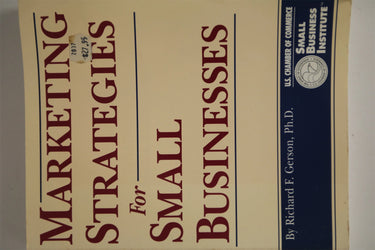 MARKETING
STRATEGIES
For
SMALL
BUSINESSES
U.S. CHAMBER OF COMMERCE
SMALL
BUSINESS
INSTITUTE
By Richard F. Gerson, Ph.D.